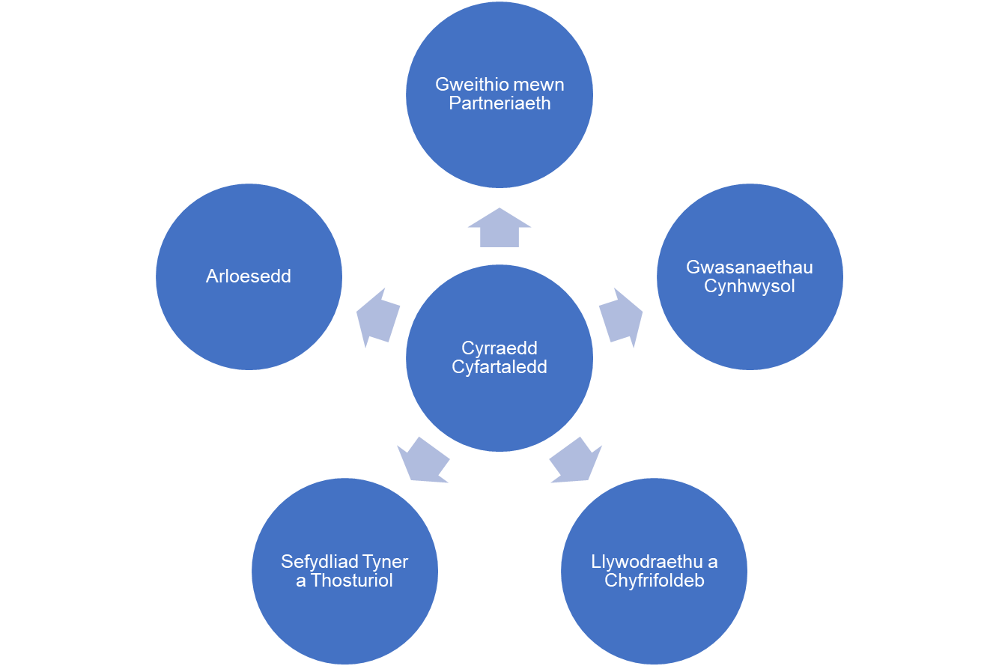 Gweithio mewn
Partneriaeth
Gwasanaethau
Cynhwysol
Llywodraethu a
Chyfrifoldeb
Sefydliad Tyner
a Thosturiol
Arloesedd
Cyrraedd
Cyfartaledd